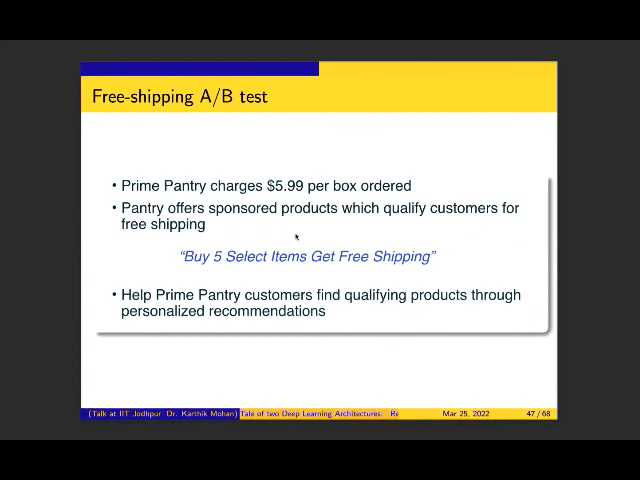 Free-shipping A/B test
• Prime Pantry charges $5.99 per box ordered
• Pantry offers sponsored products which qualify customers for
free shipping
“Buy 5 Select Items Get Free Shipping”
• Help Prime Pantry customers find qualifying products through
personalized recommendations
(Talk at IIT Jodhpur Dr. Karthik Mohan) Tale of two Deep Learning Architectures: Re Mar 25, 2022 47 / 68